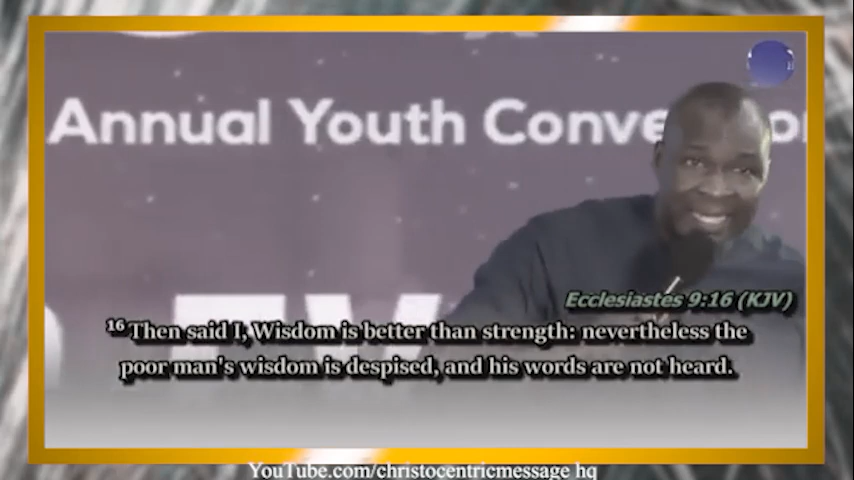 Annual Youth Conve
Ecclesiastes 9:16 (KJV)
16 Then said I, Wisdom is better than strength: nevertheless the
poor man's wisdom is despised, and his words are not heard.
YouTube.com/christocentricmessage hq